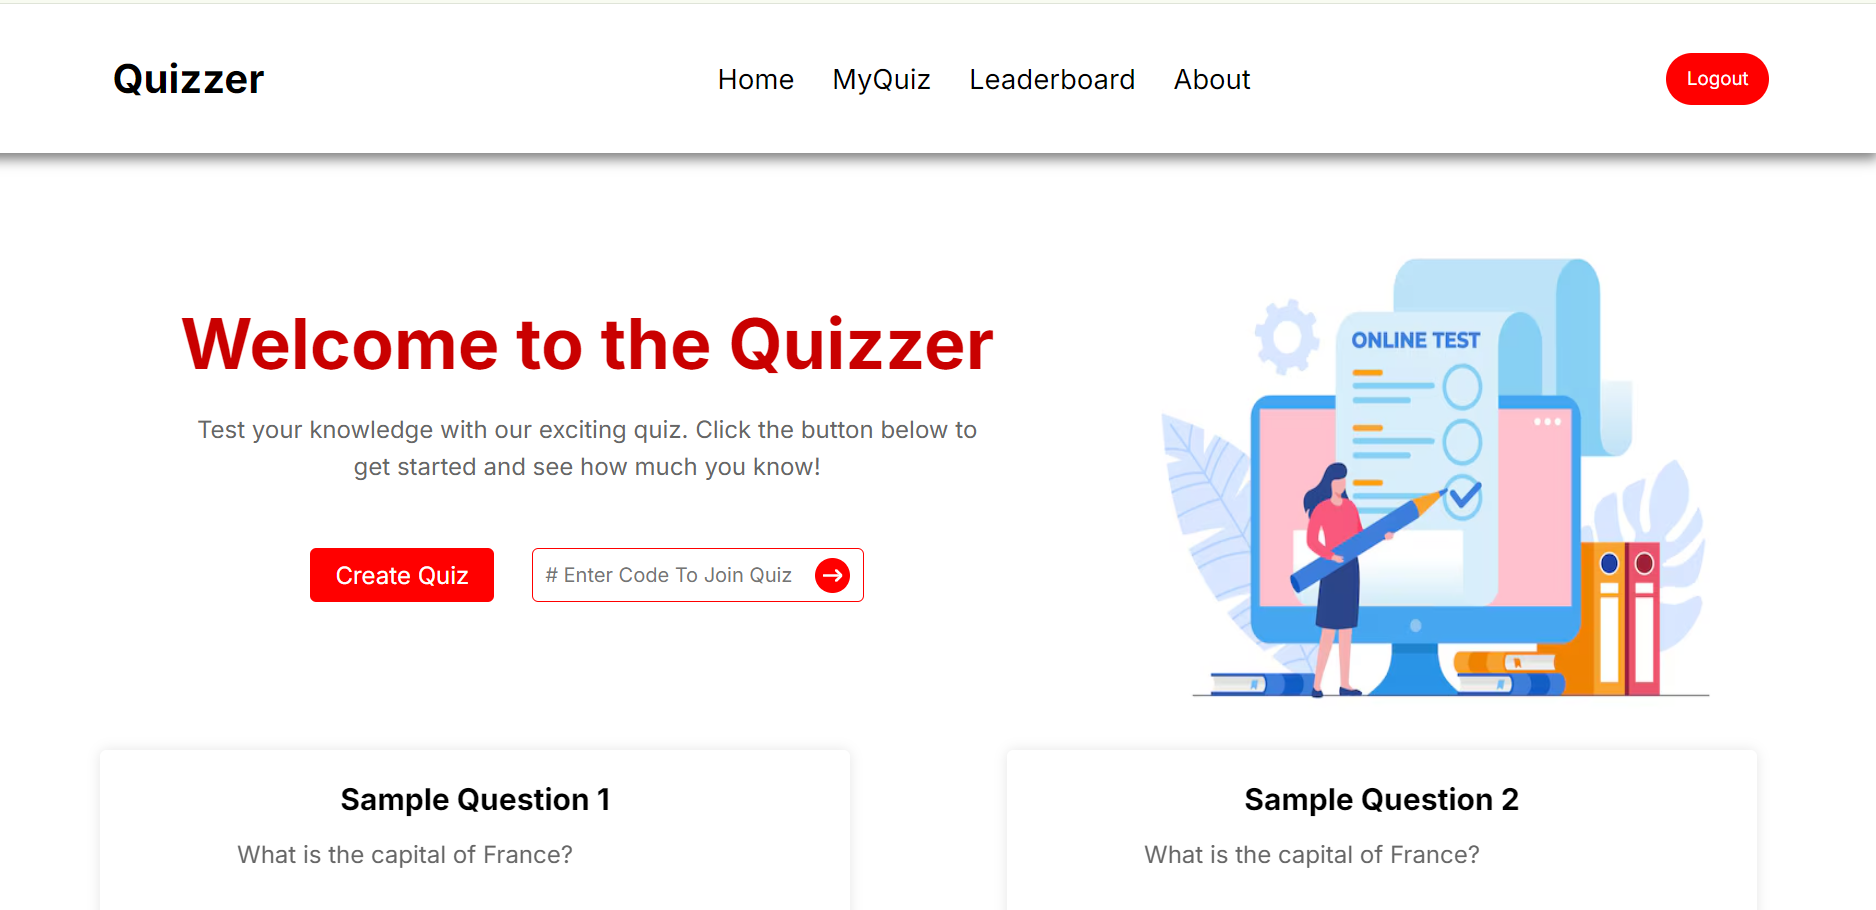 Quizzer
Home MyQuiz Leaderboard About
Logout
Welcome to the Quizzer
Test your knowledge with our exciting quiz. Click the button below to
get started and see how much you know!
Create Quiz
# Enter Code To Join Quiz
ONLINE TEST
Sample Question 1
What is the capital of France?
Sample Question 2
What is the capital of France?